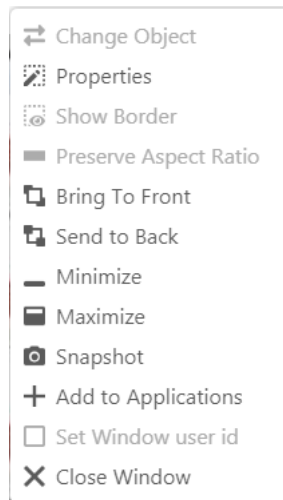 Change Object
Properties
Show Border
Preserve Aspect Ratio
Bring To Front
Send to Back
Minimize
Maximize
Snapshot
Add to Applications
Set Window user id
Close Window